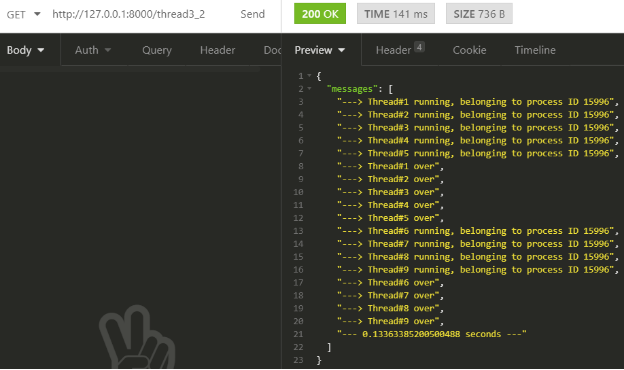 GET http://127.0.0.1:8000/thread3_2 Send 200 OK TIME 141 ms SIZE 736 B
Body Auth Query Header Doc Preview Header 4 Cookie Timeline
1 {
2 "messages": [
3 "---> Thread#1 running, belonging to process ID 15996",
4 "---> Thread#2 running, belonging to process ID 15996",
5 "---> Thread#3 running, belonging to process ID 15996",
6 "---> Thread#4 running, belonging to process ID 15996",
7 "---> Thread#5 running, belonging to process ID 15996",
8 "---> Thread#1 over",
9 "---> Thread#2 over",
10 "---> Thread#3 over",
11 "---> Thread#4 over",
12 "---> Thread#5 over",
13 "---> Thread#6 running, belonging to process ID 15996",
14 "---> Thread#7 running, belonging to process ID 15996",
15 "---> Thread#8 running, belonging to process ID 15996",
16 "---> Thread#9 running, belonging to process ID 15996",
17 "---> Thread#6 over",
18 "---> Thread#7 over",
19 "---> Thread#8 over",
20 "---> Thread#9 over",
21 "--- 0.13363385200500488 seconds ---"
22 ]
23 }